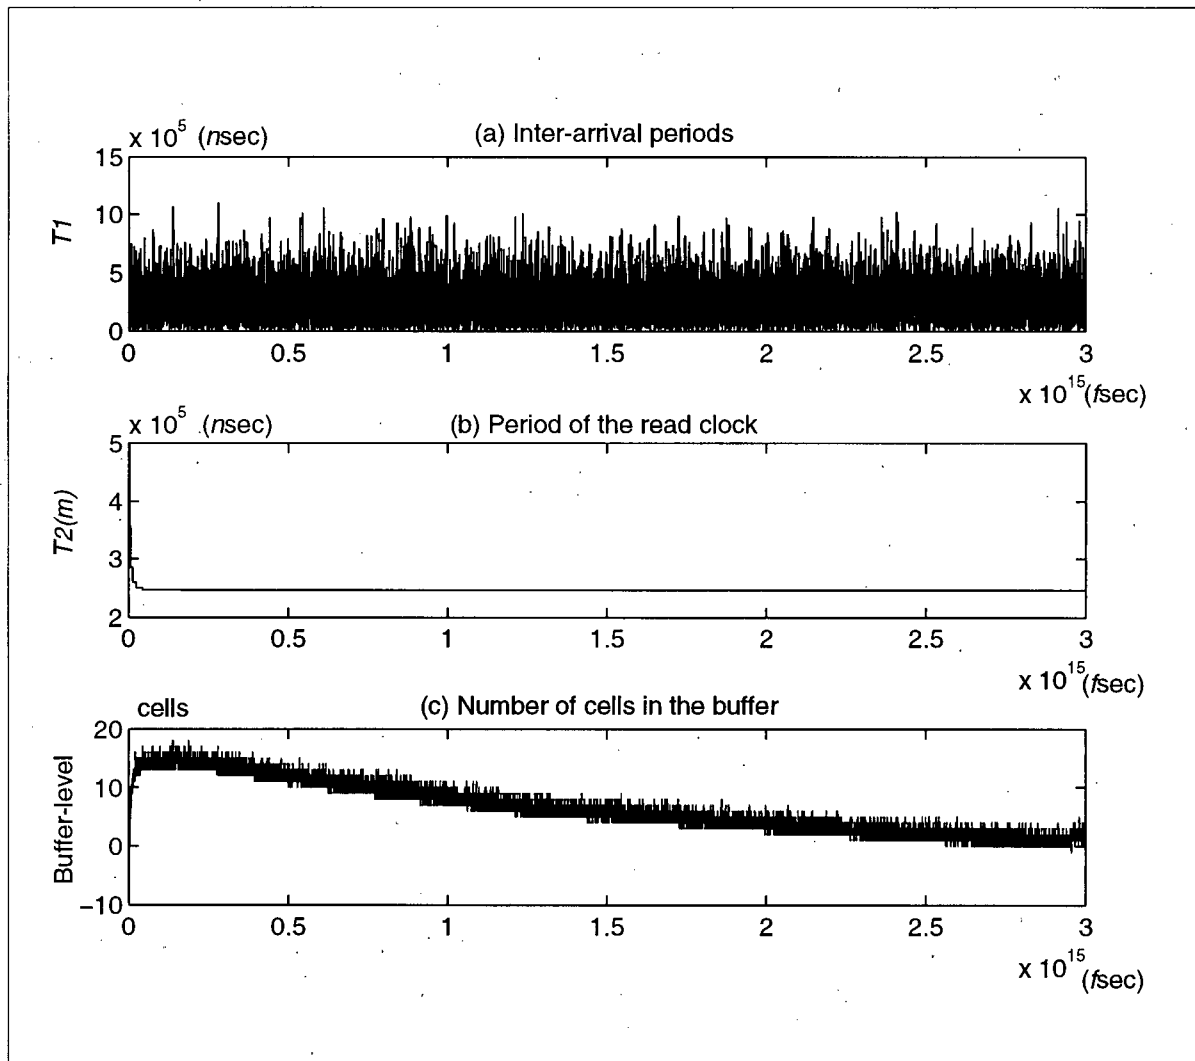 x 10^5 (nsec) (a) Inter-arrival periods
15
10
5
0
T1
0 0.5 1 1.5 2 2.5 3
x 10^15 (fsec)
x 10^5 (nsec) (b) Period of the read clock
5
4
3
2
T2(m)
0 0.5 1 1.5 2 2.5 3
x 10^15 (fsec)
cells (c) Number of cells in the buffer
20
10
0
−10
Buffer-level
0 0.5 1 1.5 2 2.5 3
x 10^15 (fsec)